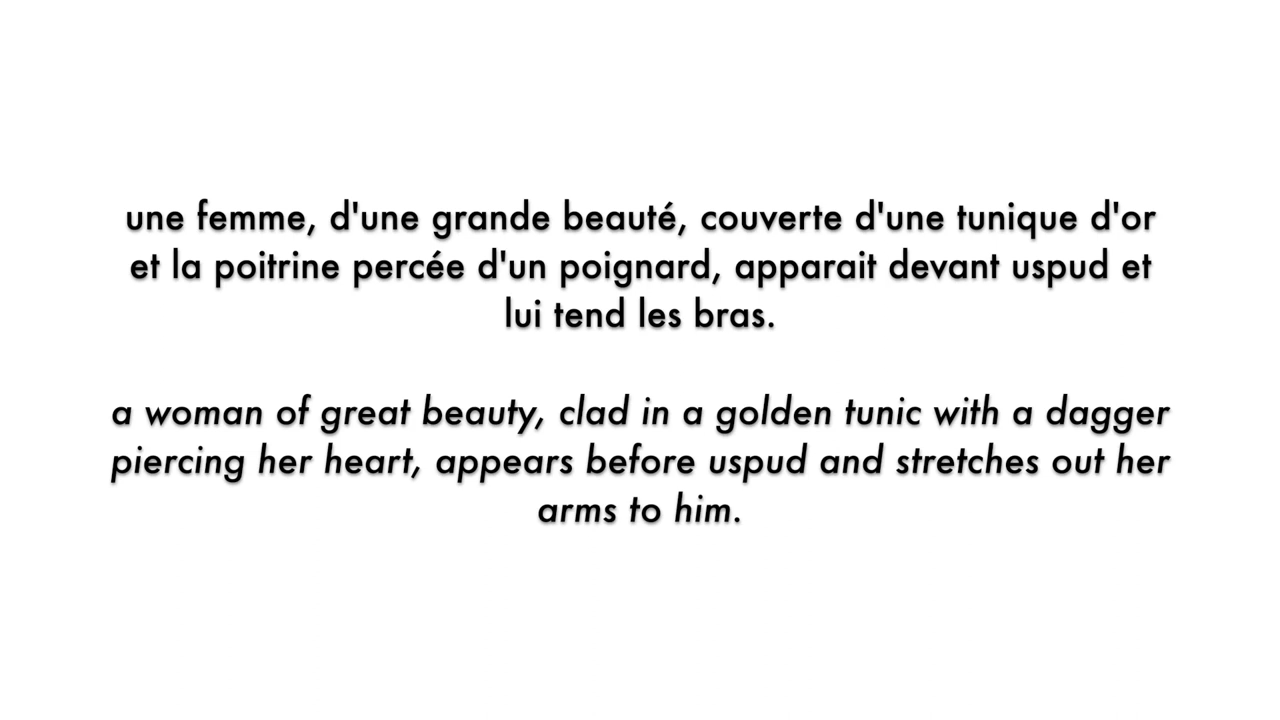 une femme, d'une grande beauté, couverte d'une tunique d'or
et la poitrine percée d'un poignard, apparait devant uspud et
lui tend les bras.
a woman of great beauty, clad in a golden tunic with a dagger
piercing her heart, appears before uspud and stretches out her
arms to him.